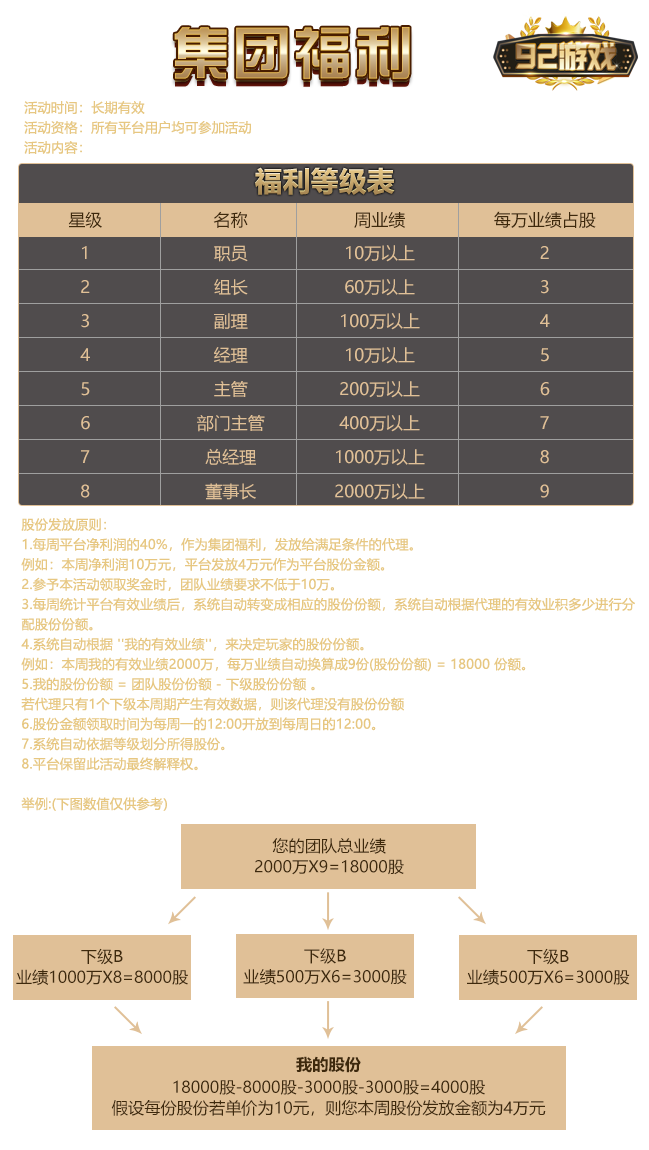 集团福利
92游戏
活动时间：长期有效
活动资格：所有平台用户均可参加活动
活动内容：
福利等级表
星级 名称 周业绩 每万业绩占股
1 职员 10万以上 2
2 组长 60万以上 3
3 副理 100万以上 4
4 经理 10万以上 5
5 主管 200万以上 6
6 部门主管 400万以上 7
7 总经理 1000万以上 8
8 董事长 2000万以上 9
股份发放原则：
1.每周平台净利润的40%，作为集团福利，发放给满足条件的代理。
例如：本周净利润10万元，平台发放4万元作为平台股份金额。
2.参予本活动领取奖金时，团队业绩要求不低于10万。
3.每周统计平台有效业绩后，系统自动转变成相应的股份份额，系统自动根据代理的有效业积多少进行分
配股份份额。
4.系统自动根据 "我的有效业绩"，来决定玩家的股份份额。
例如：本周我的有效业绩2000万，每万业绩自动换算成9份(股份份额) = 18000 份额。
5.我的股份份额 = 团队股份份额 - 下级股份份额 。
若代理只有1个下级本周期产生有效数据，则该代理没有股份份额
6.股份金额领取时间为每周一的12:00开放到每周日的12:00。
7.系统自动依据等级划分所得股份。
8.平台保留此活动最终解释权。
举例:(下图数值仅供参考)
您的团队总业绩
2000万X9=18000股
下级B
业绩1000万X8=8000股
下级B
业绩500万X6=3000股
下级B
业绩500万X6=3000股
我的股份
18000股-8000股-3000股-3000股=4000股
假设每份股份若单价为10元，则您本周股份发放金额为4万元